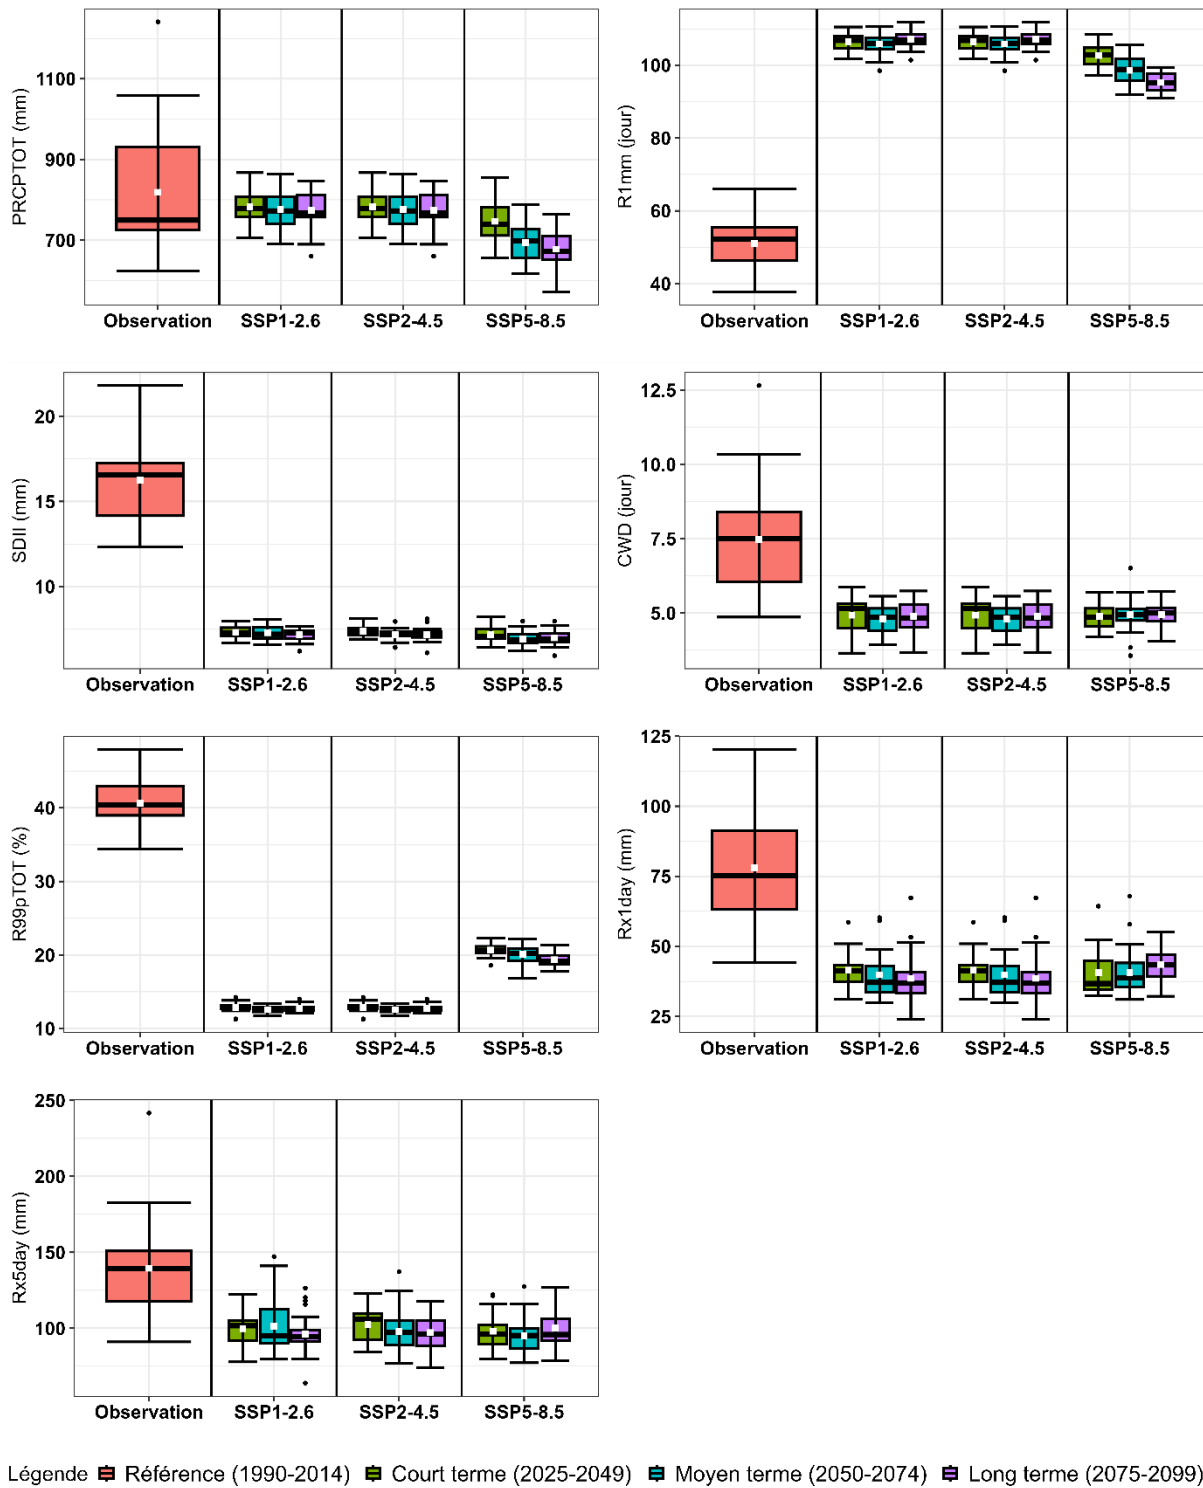 PRCPTOT (mm)
1100
900
700
Observation SSP1-2.6 SSP2-4.5 SSP5-8.5
R1mm (jour)
100
80
60
40
Observation SSP1-2.6 SSP2-4.5 SSP5-8.5
SDII (mm)
20
15
10
Observation SSP1-2.6 SSP2-4.5 SSP5-8.5
CWD (jour)
12.5
10.0
7.5
5.0
Observation SSP1-2.6 SSP2-4.5 SSP5-8.5
R99pTOT (%)
40
30
20
10
Observation SSP1-2.6 SSP2-4.5 SSP5-8.5
Rx1day (mm)
125
100
75
50
25
Observation SSP1-2.6 SSP2-4.5 SSP5-8.5
Rx5day (mm)
250
200
150
100
Observation SSP1-2.6 SSP2-4.5 SSP5-8.5
Légende Référence (1990-2014) Court terme (2025-2049) Moyen terme (2050-2074) Long terme (2075-2099)